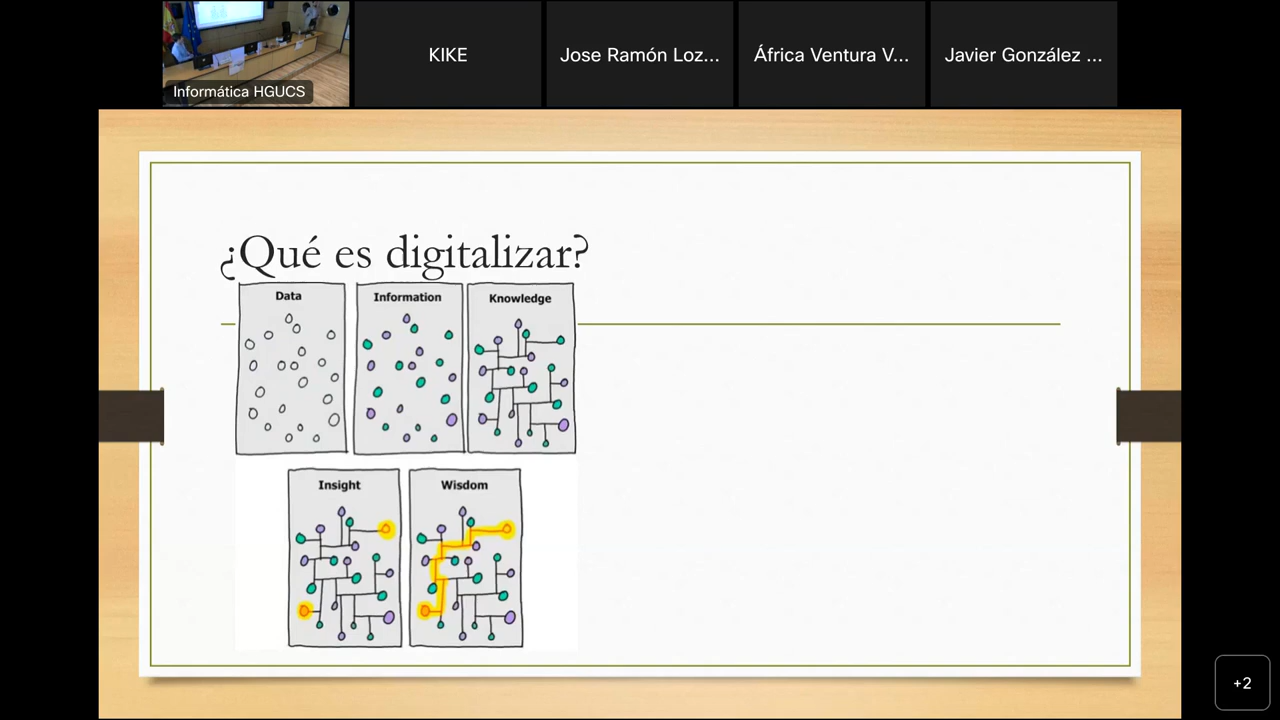 Informática HGUCS
KIKE
Jose Ramón Loz...
África Ventura V...
Javier González ...
¿Qué es digitalizar?
Data
Information
Knowledge
Insight
Wisdom
+2